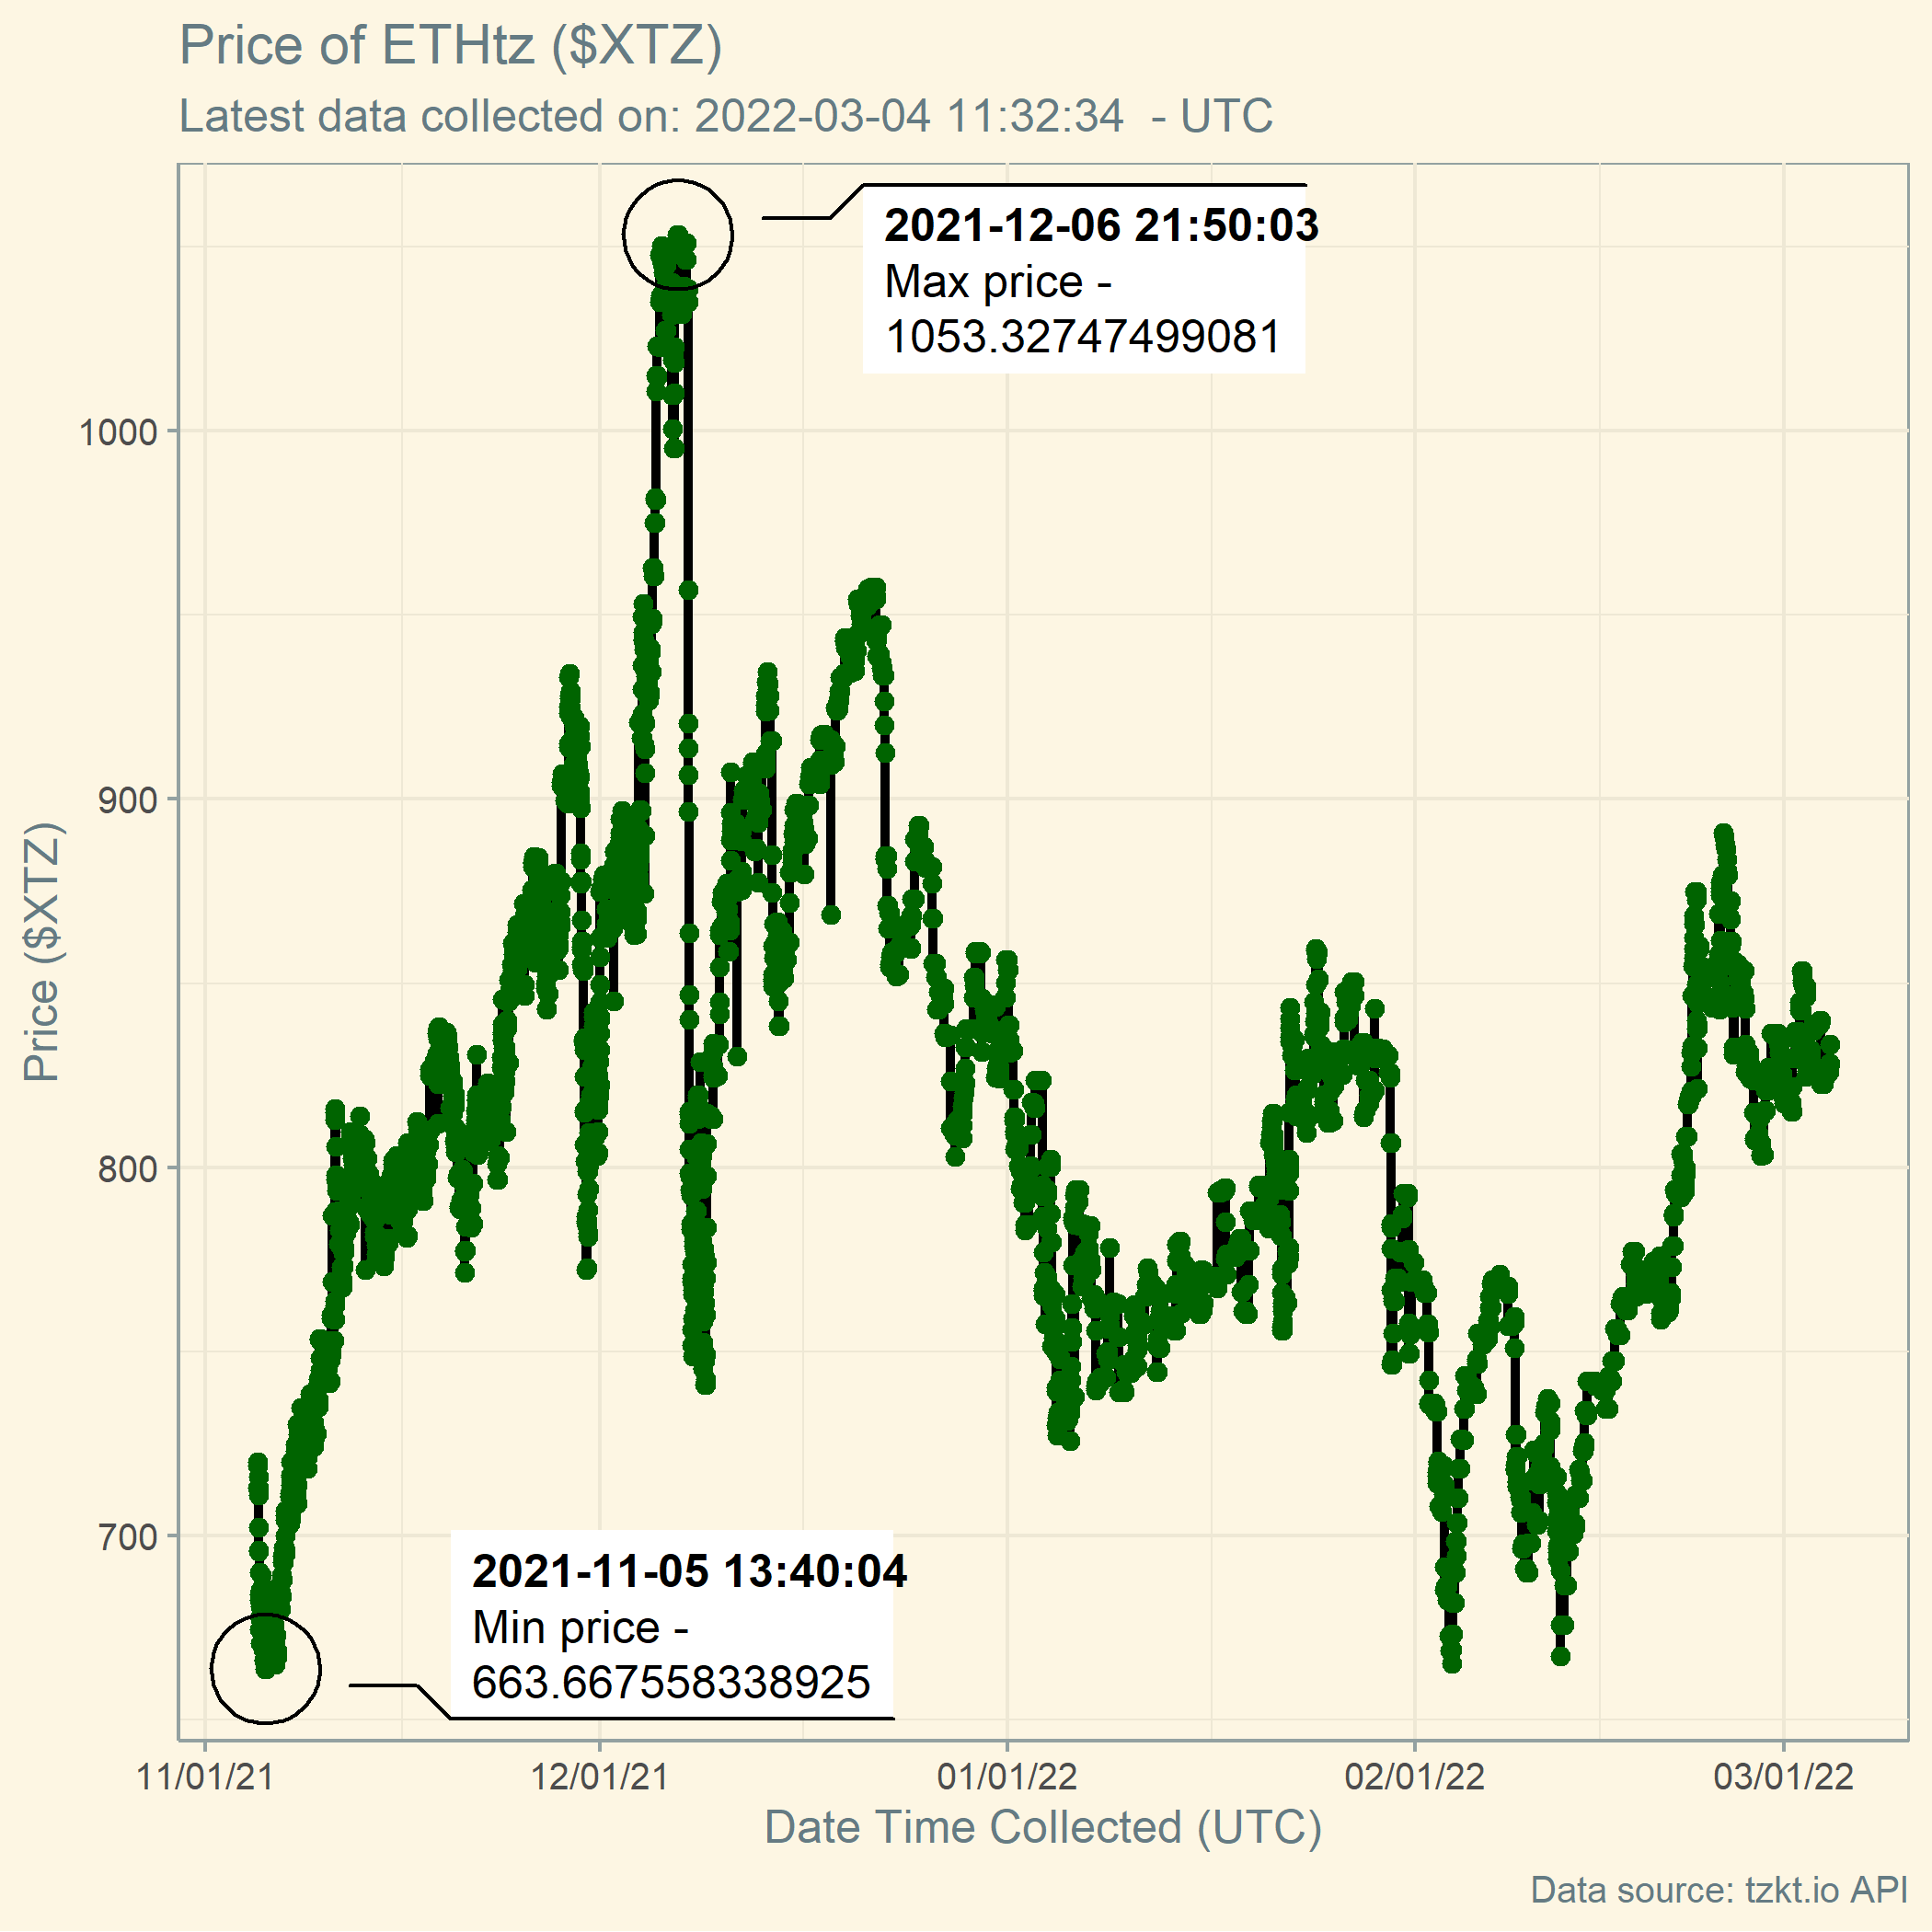 Price of ETHtz ($XTZ)
Latest data collected on: 2022-03-04 11:32:34  - UTC
2021-12-06 21:50:03
Max price -
1053.32747499081
1000
900
800
700
Price ($XTZ)
2021-11-05 13:40:04
Min price -
663.667558338925
11/01/21
12/01/21
01/01/22
02/01/22
03/01/22
Date Time Collected (UTC)
Data source: tzkt.io API